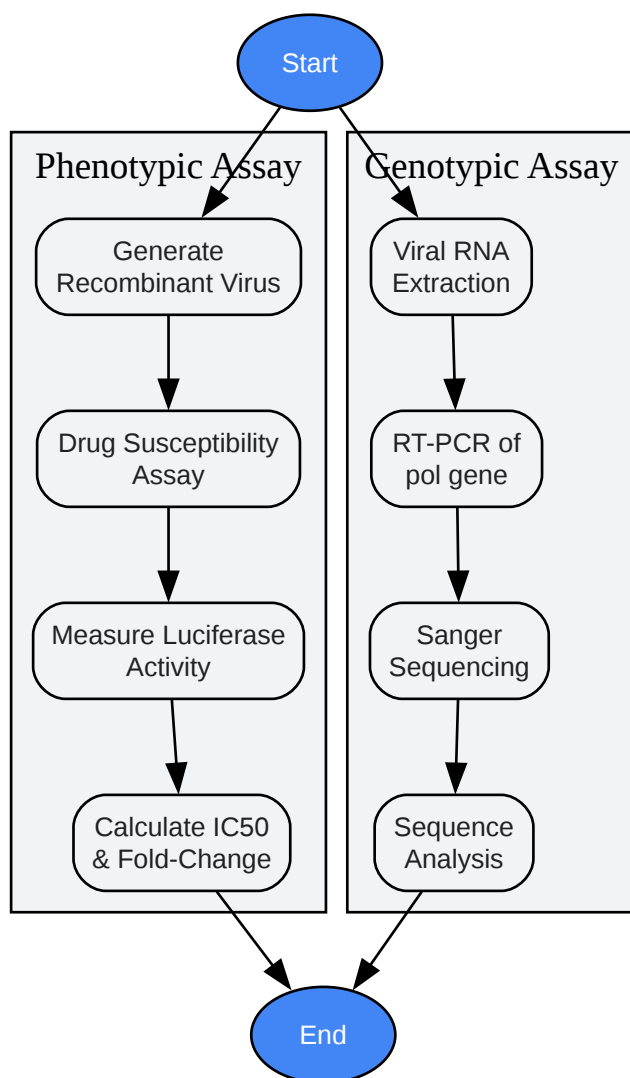 Start
Phenotypic Assay
Generate
Recombinant Virus
Drug Susceptibility
Assay
Measure Luciferase
Activity
Calculate IC50
& Fold-Change
Genotypic Assay
Viral RNA
Extraction
RT-PCR of
pol gene
Sanger
Sequencing
Sequence
Analysis
End